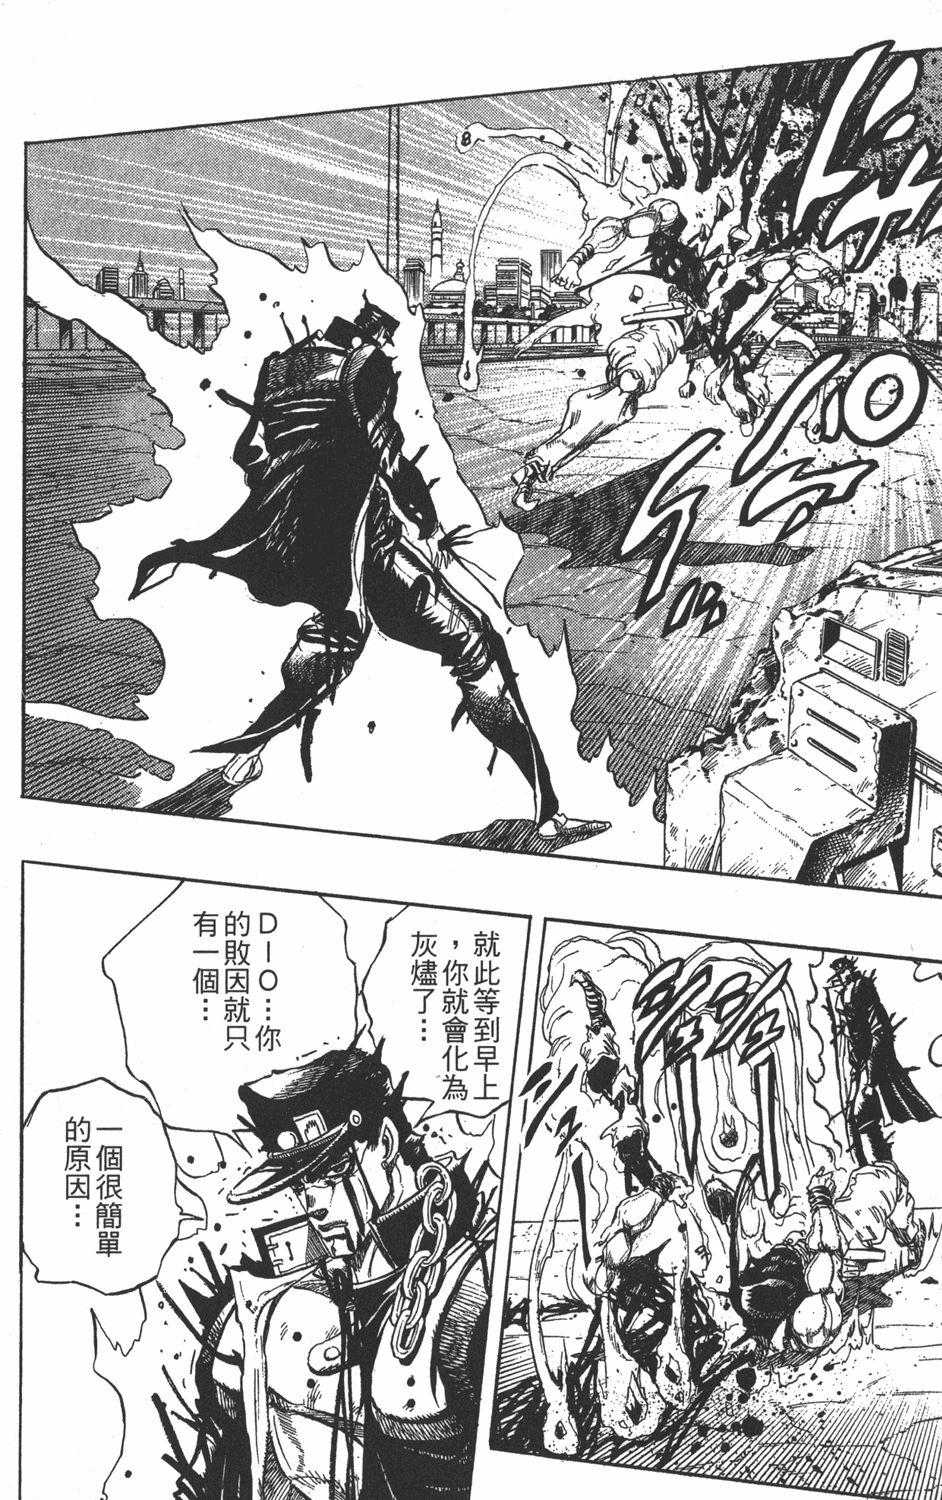 就此等到早上
，你就會化為
灰燼了…
DIO…你
的敗因就只
有一個…
一個很簡單
的原因…